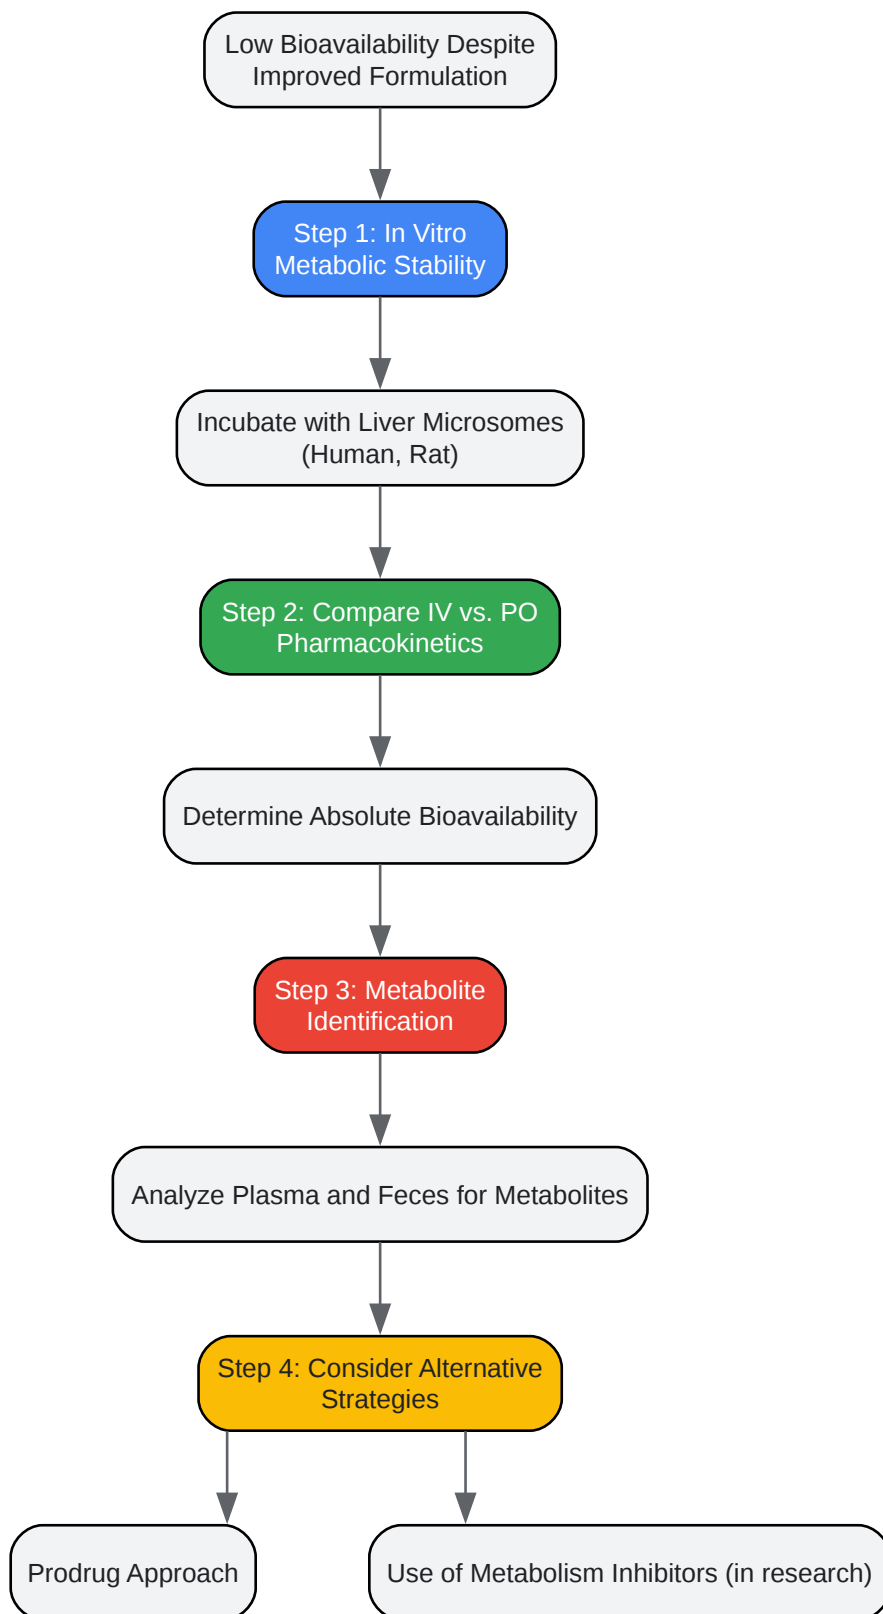 Low Bioavailability Despite
Improved Formulation
Step 1: In Vitro
Metabolic Stability
Incubate with Liver Microsomes
(Human, Rat)
Step 2: Compare IV vs. PO
Pharmacokinetics
Determine Absolute Bioavailability
Step 3: Metabolite
Identification
Analyze Plasma and Feces for Metabolites
Step 4: Consider Alternative
Strategies
Prodrug Approach
Use of Metabolism Inhibitors (in research)